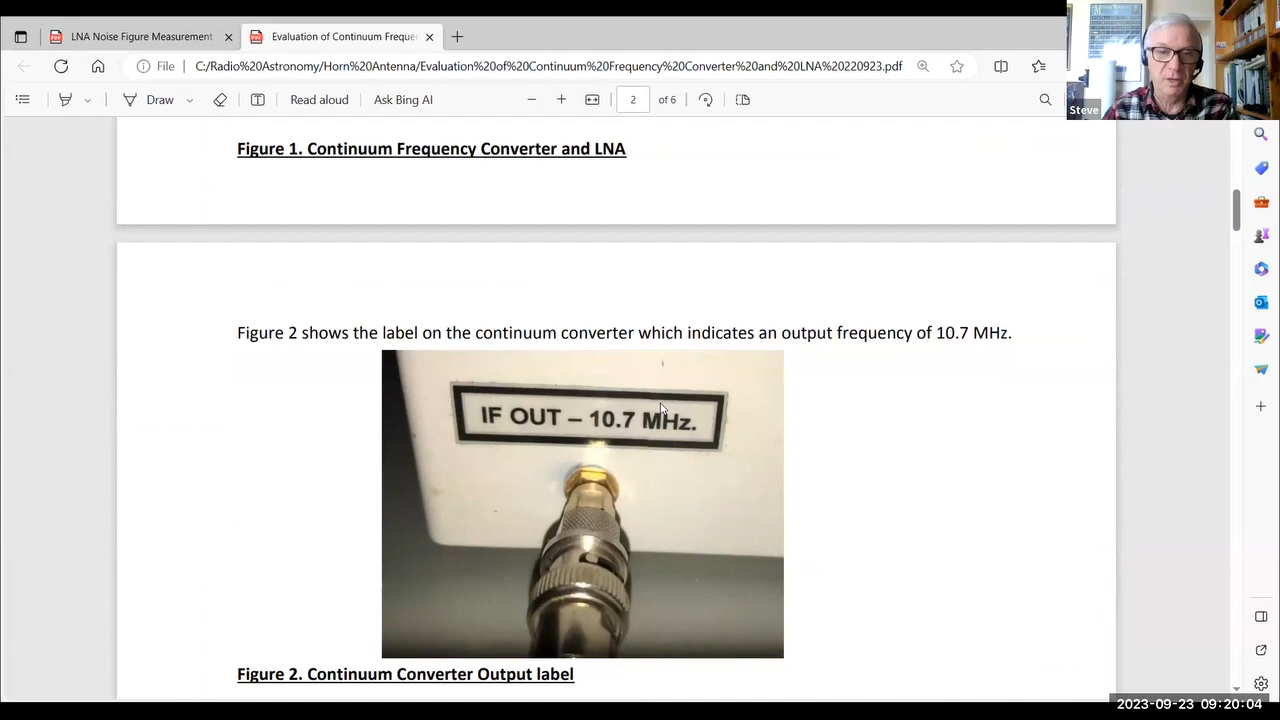 LNA Noise Figure Measurement
Evaluation of Continuum Freque
File
C:/Radio%20Astronomy/Horn%20Antenna/Evaluation%20of%20Continuum%20Frequency%20Converter%20and%20LNA%20220923.pdf
Draw
Read aloud
Ask Bing AI
2
of 6
Steve
Figure 1. Continuum Frequency Converter and LNA
Figure 2 shows the label on the continuum converter which indicates an output frequency of 10.7 MHz.
IF OUT – 10.7 MHz.
Figure 2. Continuum Converter Output label
2023-09-23 09:20:04